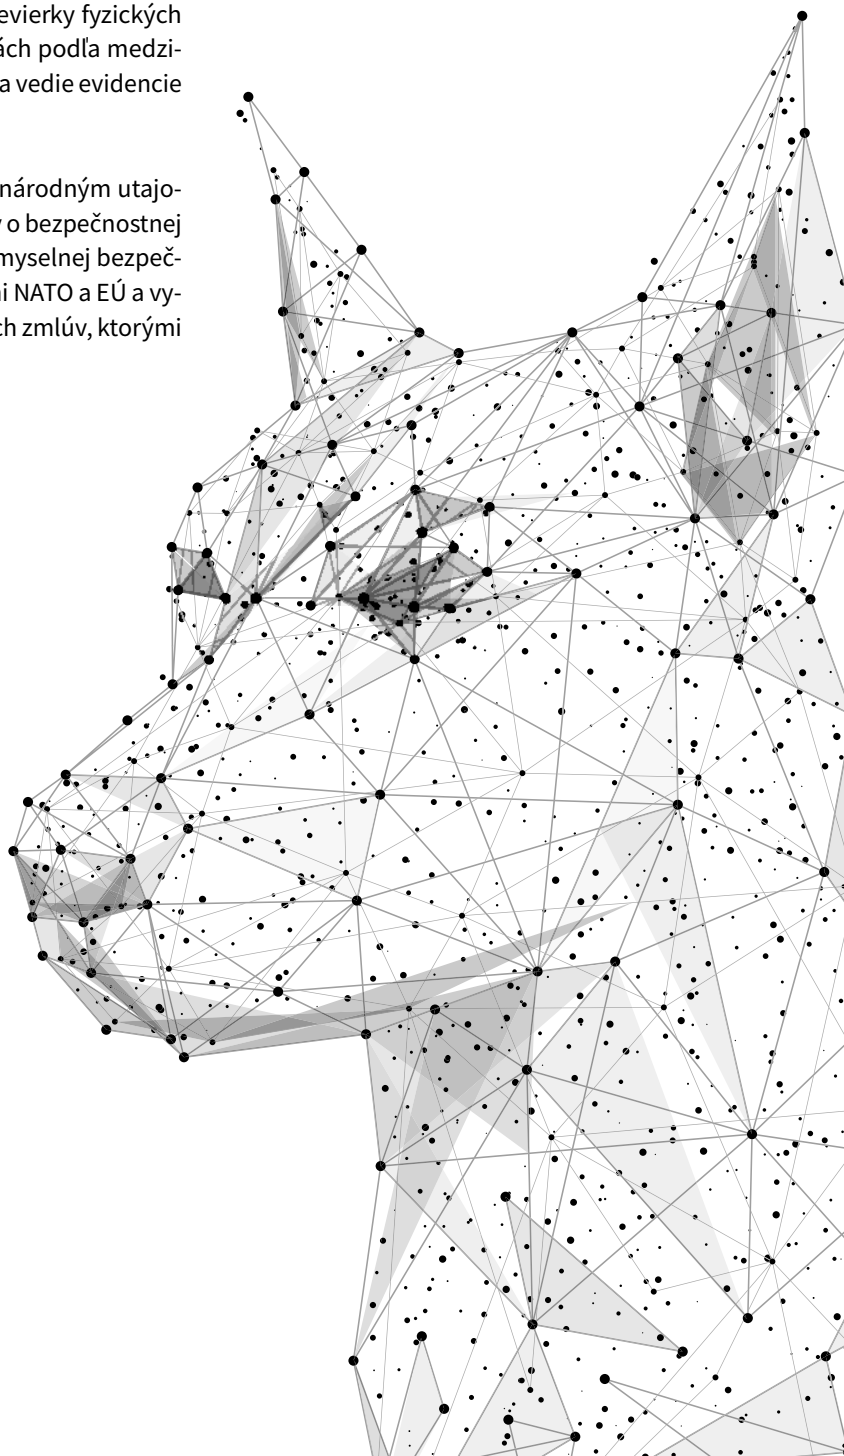 evierky fyzických
ách podľa medzi-
a vedie evidencie
národným utajo-
o bezpečnostnej
myselnej bezpeč-
i NATO a EÚ a vy-
ch zmlúv, ktorými